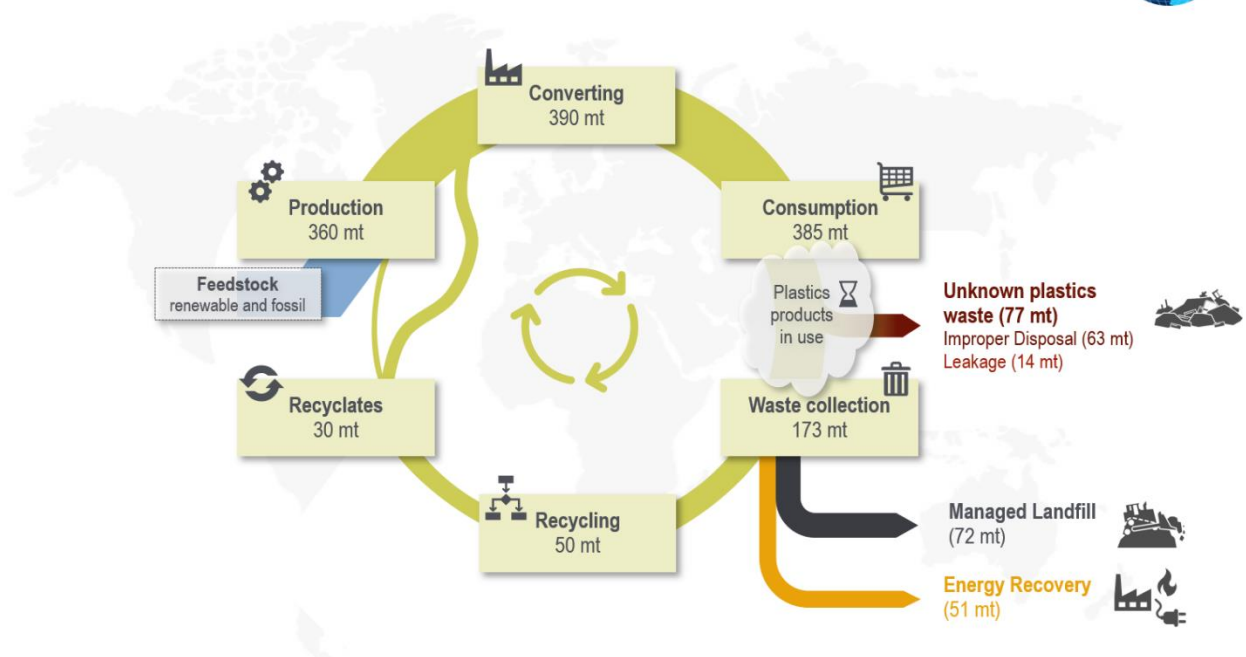 Converting
390 mt
Production
360 mt
Consumption
385 mt
Feedstock
renewable and fossil
Plastics
products
in use
Unknown plastics
waste (77 mt)
Improper Disposal (63 mt)
Leakage (14 mt)
Recyclates
30 mt
Waste collection
173 mt
Recycling
50 mt
Managed Landfill
(72 mt)
Energy Recovery
(51 mt)